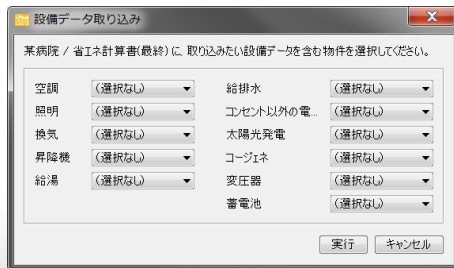 設備データ取り込み
某病院 / 省エネ計算書(最終)に、取り込みたい設備データを含む物件を選択してください。
空調 (選択なし) 給排水 (選択なし)
照明 (選択なし) コンセント以外の電... (選択なし)
換気 (選択なし) 太陽光発電 (選択なし)
昇降機 (選択なし) コージェネ (選択なし)
給湯 (選択なし) 変圧器 (選択なし)
蓄電池 (選択なし)
実行 キャンセル